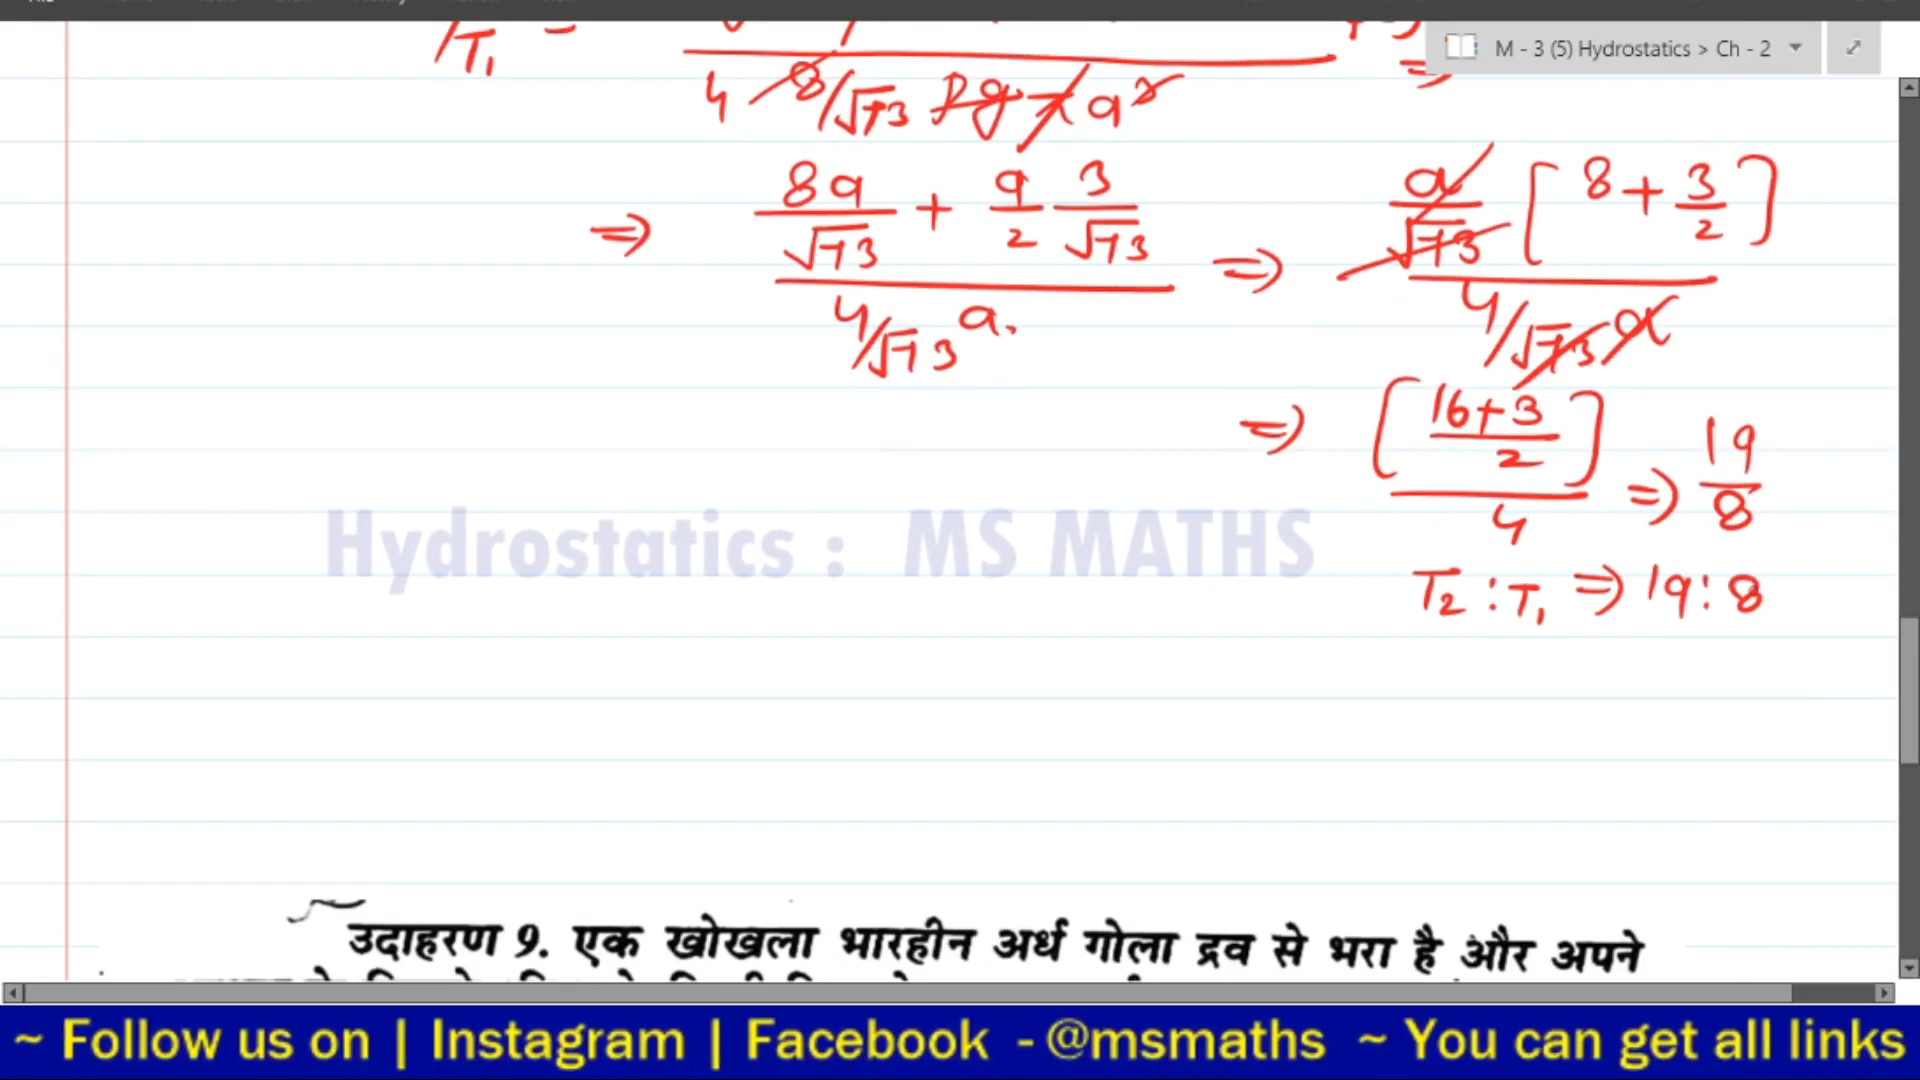 M - 3 (5) Hydrostatics > Ch - 2
/T₁ =
4 8/√73 ρg π a²
⇒ (8a/√73 + a/2 3/√73) / (4/√73 a.) ⇒ (a/√73 [8 + 3/2]) / (4/√73 a)
⇒ [(16+3)/2] / 4 ⇒ 19/8
T₂ : T₁ ⇒ 19 : 8
Hydrostatics : MS MATHS
उदाहरण 9. एक खोखला भारहीन अर्ध गोला द्रव से भरा है और अपने
~ Follow us on | Instagram | Facebook - @msmaths ~ You can get all links